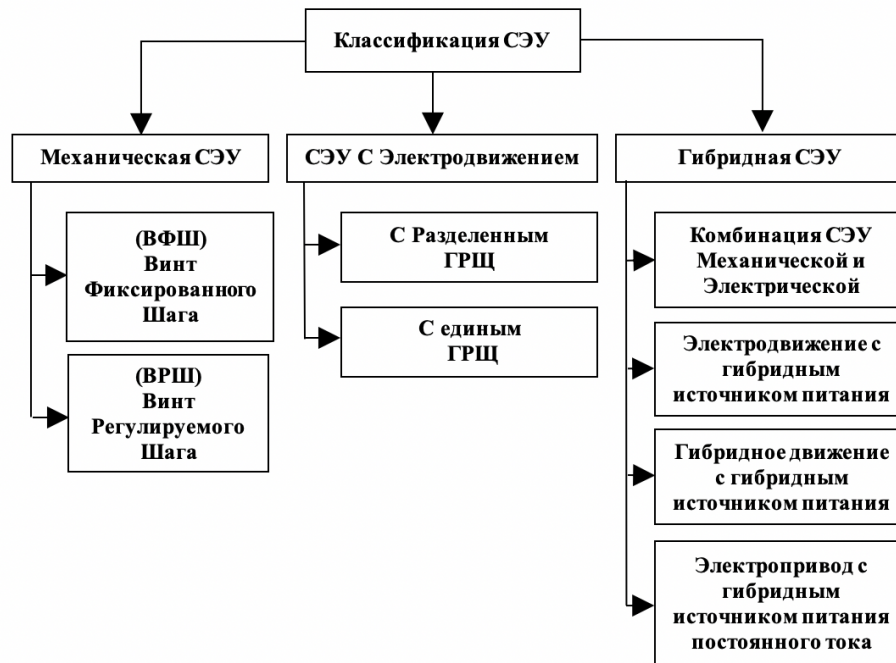 Классификация СЭУ
Механическая СЭУ
(ВФШ)
Винт
Фиксированного
Шага
(ВРШ)
Винт
Регулируемого
Шага
СЭУ С Электродвижением
С Разделенным
ГРЩ
С единым
ГРЩ
Гибридная СЭУ
Комбинация СЭУ
Механической и
Электрической
Электродвижение с
гибридным
источником питания
Гибридное движение
с гибридным
источником питания
Электропривод с
гибридным
источником питания
постоянного тока